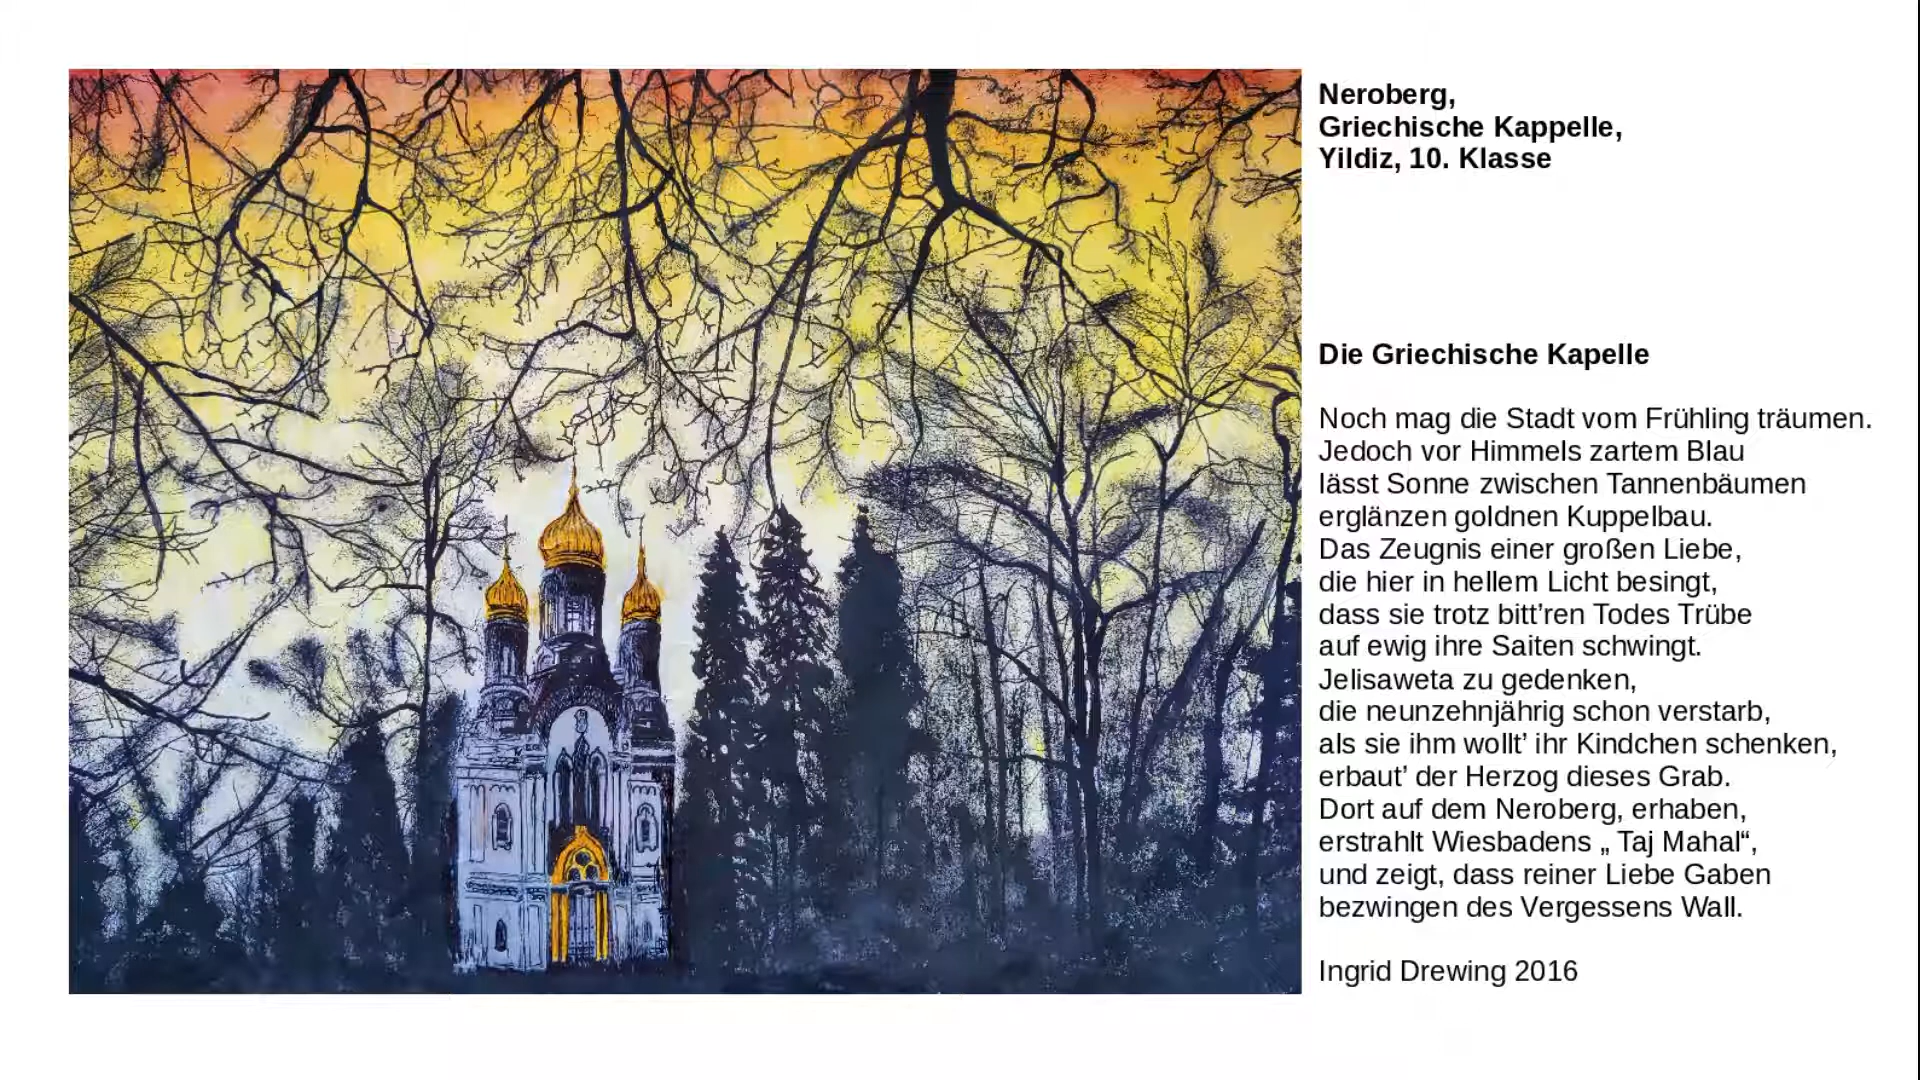 Neroberg,
Griechische Kappelle,
Yildiz, 10. Klasse
Die Griechische Kapelle
Noch mag die Stadt vom Frühling träumen.
Jedoch vor Himmels zartem Blau
lässt Sonne zwischen Tannenbäumen
erglänzen goldnen Kuppelbau.
Das Zeugnis einer großen Liebe,
die hier in hellem Licht besingt,
dass sie trotz bitt’ren Todes Trübe
auf ewig ihre Saiten schwingt.
Jelisaweta zu gedenken,
die neunzehnjährig schon verstarb,
als sie ihm wollt’ ihr Kindchen schenken,
erbaut’ der Herzog dieses Grab.
Dort auf dem Neroberg, erhaben,
erstrahlt Wiesbadens „ Taj Mahal“,
und zeigt, dass reiner Liebe Gaben
bezwingen des Vergessens Wall.
Ingrid Drewing 2016